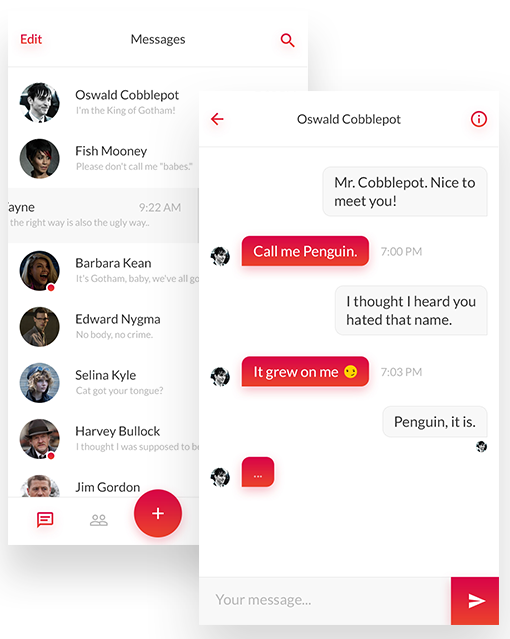 Edit
Messages
Oswald Cobblepot
I'm the King of Gotham!
Fish Mooney
Please don't call me "babes."
ayne
9:22 AM
the right way is also the ugly way..
Barbara Kean
It's Gotham, baby, we've all go
Edward Nygma
No body, no crime.
Selina Kyle
Cat got your tongue?
Harvey Bullock
I thought I was supposed to be
Jim Gordon
+
Oswald Cobblepot
Mr. Cobblepot. Nice to
meet you!
Call me Penguin.
7:00 PM
I thought I heard you
hated that name.
It grew on me 😏
7:03 PM
Penguin, it is.
...
Your message...